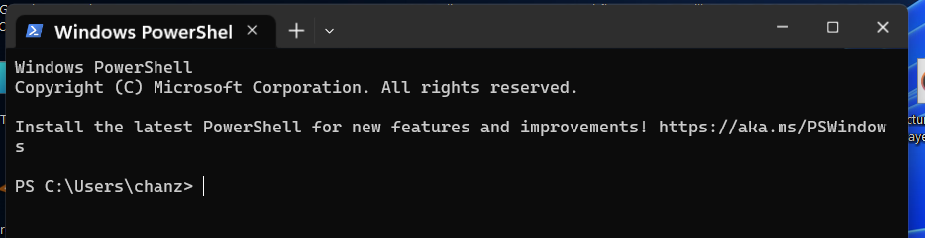 Windows PowerShel
Windows PowerShell
Copyright (C) Microsoft Corporation. All rights reserved.
Install the latest PowerShell for new features and improvements! https://aka.ms/PSWindow
s
PS C:\Users\chanz>